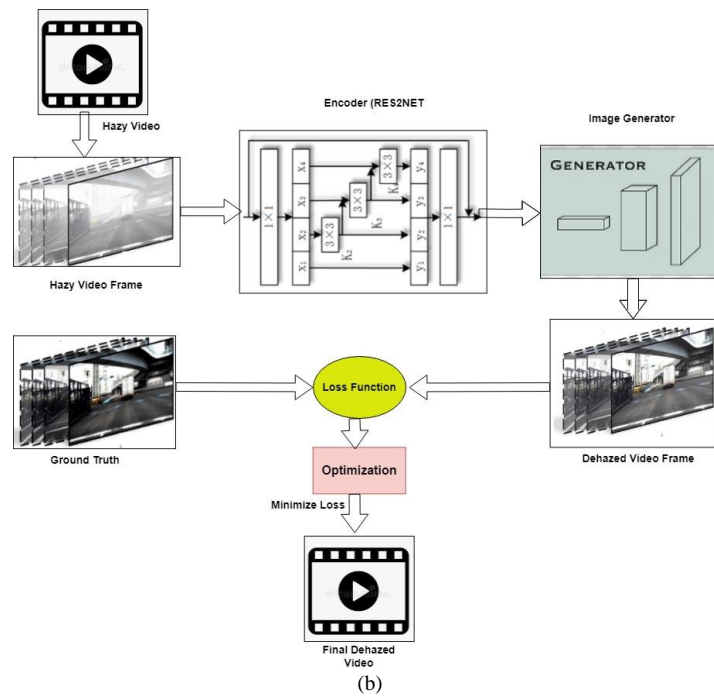 Hazy Video
Encoder (RES2NET
Image Generator
1×1
x4
x3
x2
x1
3×3
3×3
3×3
K2
K3
K
y4
y3
y2
y1
1×1
GENERATOR
Hazy Video Frame
Ground Truth
Loss Function
Dehazed Video Frame
Optimization
Minimize Loss
Final Dehazed
Video
(b)